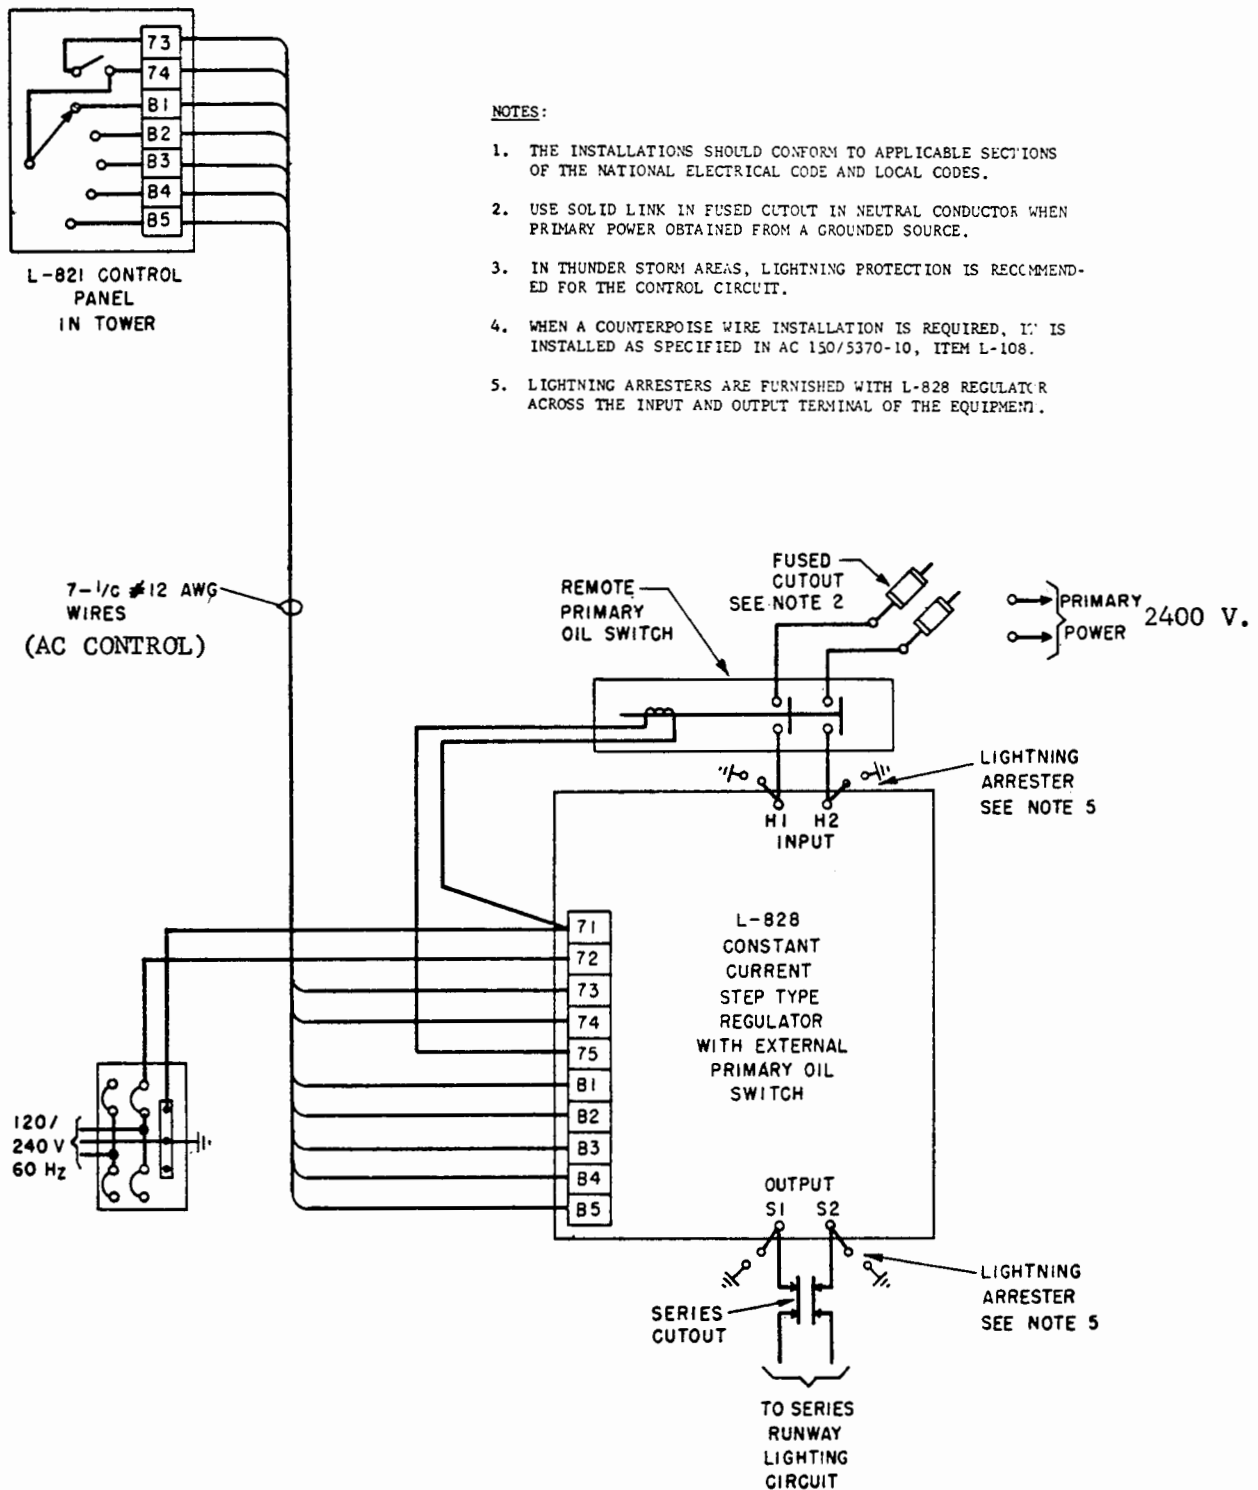 73
74
B1
B2
B3
B4
B5
L-821 CONTROL
PANEL
IN TOWER
NOTES:
1. THE INSTALLATIONS SHOULD CONFORM TO APPLICABLE SECTIONS
OF THE NATIONAL ELECTRICAL CODE AND LOCAL CODES.
2. USE SOLID LINK IN FUSED CUTOUT IN NEUTRAL CONDUCTOR WHEN
PRIMARY POWER OBTAINED FROM A GROUNDED SOURCE.
3. IN THUNDER STORM AREAS, LIGHTNING PROTECTION IS RECOMMEND-
ED FOR THE CONTROL CIRCUIT.
4. WHEN A COUNTERPOISE WIRE INSTALLATION IS REQUIRED, IT IS
INSTALLED AS SPECIFIED IN AC 150/5370-10, ITEM L-108.
5. LIGHTNING ARRESTERS ARE FURNISHED WITH L-828 REGULATOR
ACROSS THE INPUT AND OUTPUT TERMINAL OF THE EQUIPMENT.
7-1/C #12 AWG
WIRES
(AC CONTROL)
REMOTE
PRIMARY
OIL SWITCH
FUSED
CUTOUT
SEE NOTE 2
PRIMARY
POWER
2400 V.
LIGHTNING
ARRESTER
SEE NOTE 5
H1 H2
INPUT
71
72
73
74
75
B1
B2
B3
B4
B5
L-828
CONSTANT
CURRENT
STEP TYPE
REGULATOR
WITH EXTERNAL
PRIMARY OIL
SWITCH
120/
240 V
60 HZ
OUTPUT
S1 S2
LIGHTNING
ARRESTER
SEE NOTE 5
SERIES
CUTOUT
TO SERIES
RUNWAY
LIGHTING
CIRCUIT